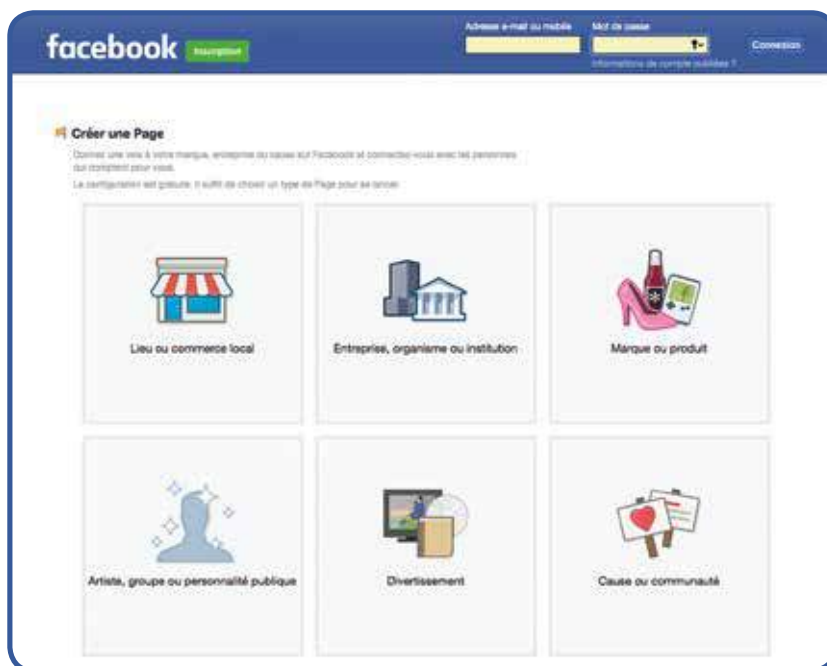 Adresse e-mail ou mobile
Mot de passe
facebook
Inscription
Connexion
Informations de compte oubliées ?
Créer une Page
Donnez une voix à votre marque, entreprise ou cause sur Facebook et connectez-vous avec les personnes
qui comptent pour vous.
La configuration est gratuite. Il suffit de choisir un type de Page pour se lancer.
Lieu ou commerce local
Entreprise, organisme ou institution
Marque ou produit
Artiste, groupe ou personnalité publique
Divertissement
Cause ou communauté